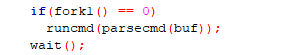 if(fork1() == 0)
runcmd(parsecmd(buf));
wait();